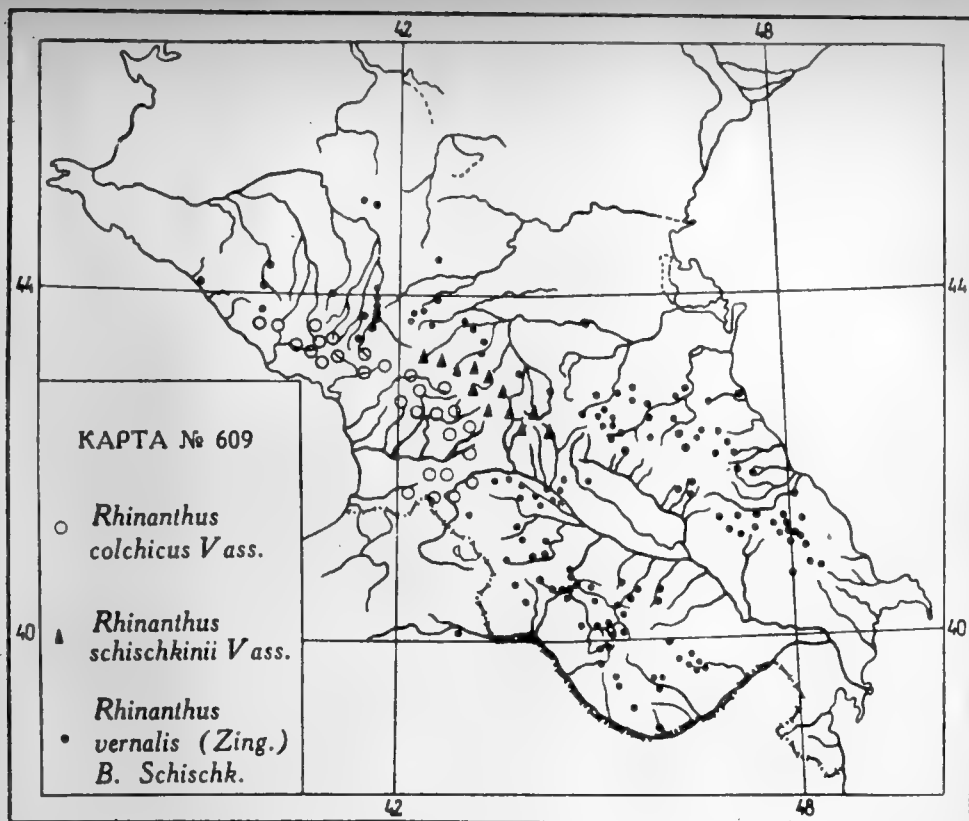 42 48
44 44
КАРТА № 609
Rhinanthus
colchicus Vass.
Rhinanthus
schischkinii Vass.
Rhinanthus
vernalis (Zing.)
B. Schischk.
40 40
42 48